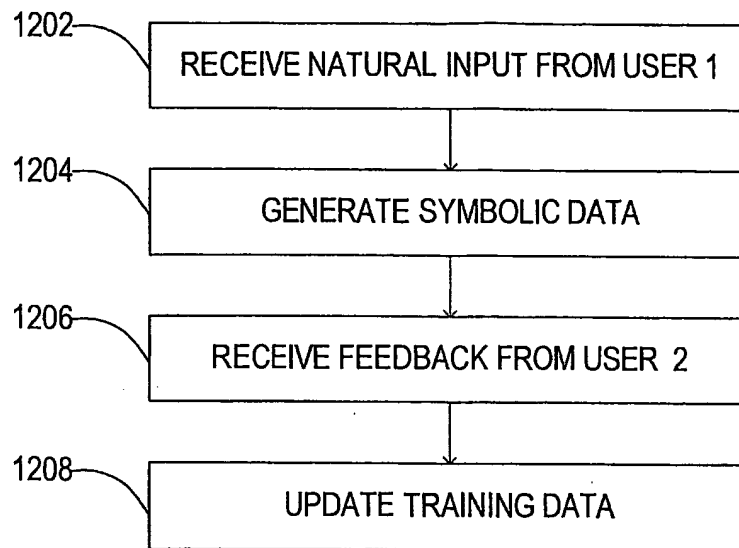 1202
RECEIVE NATURAL INPUT FROM USER 1
1204
GENERATE SYMBOLIC DATA
1206
RECEIVE FEEDBACK FROM USER 2
1208
UPDATE TRAINING DATA